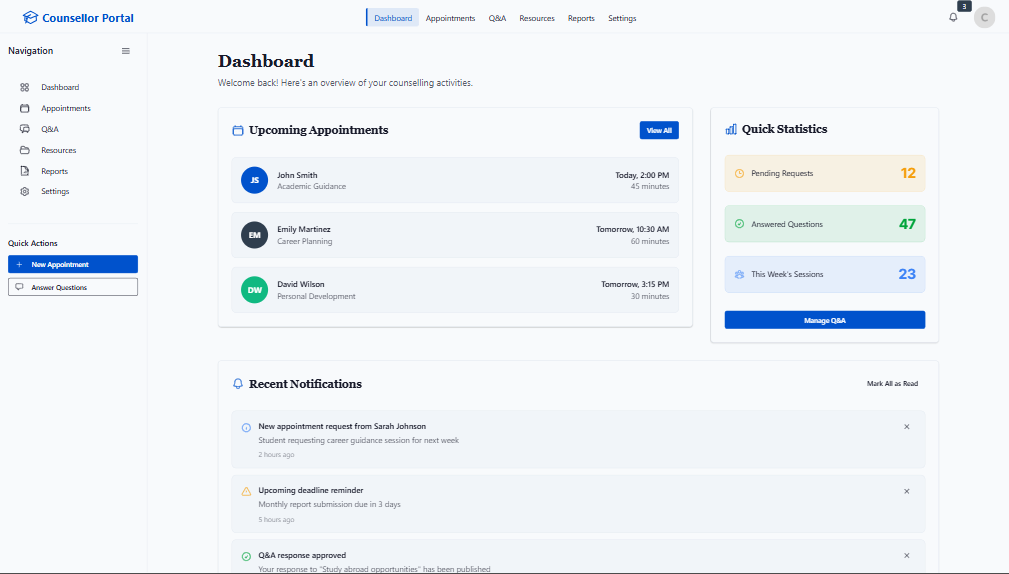 Counsellor Portal
Dashboard Appointments Q&A Resources Reports Settings
3
C
Navigation
Dashboard
Appointments
Q&A
Resources
Reports
Settings
Quick Actions
+ New Appointment
Answer Questions
Dashboard
Welcome back! Here's an overview of your counselling activities.
Upcoming Appointments
View All
JS
John Smith
Academic Guidance
Today, 2:00 PM
45 minutes
EM
Emily Martinez
Career Planning
Tomorrow, 10:30 AM
60 minutes
DW
David Wilson
Personal Development
Tomorrow, 3:15 PM
30 minutes
Quick Statistics
Pending Requests 12
Answered Questions 47
This Week's Sessions 23
Manage Q&A
Recent Notifications
Mark All as Read
New appointment request from Sarah Johnson
Student requesting career guidance session for next week
2 hours ago
Upcoming deadline reminder
Monthly report submission due in 3 days
5 hours ago
Q&A response approved
Your response to "Study abroad opportunities" has been published